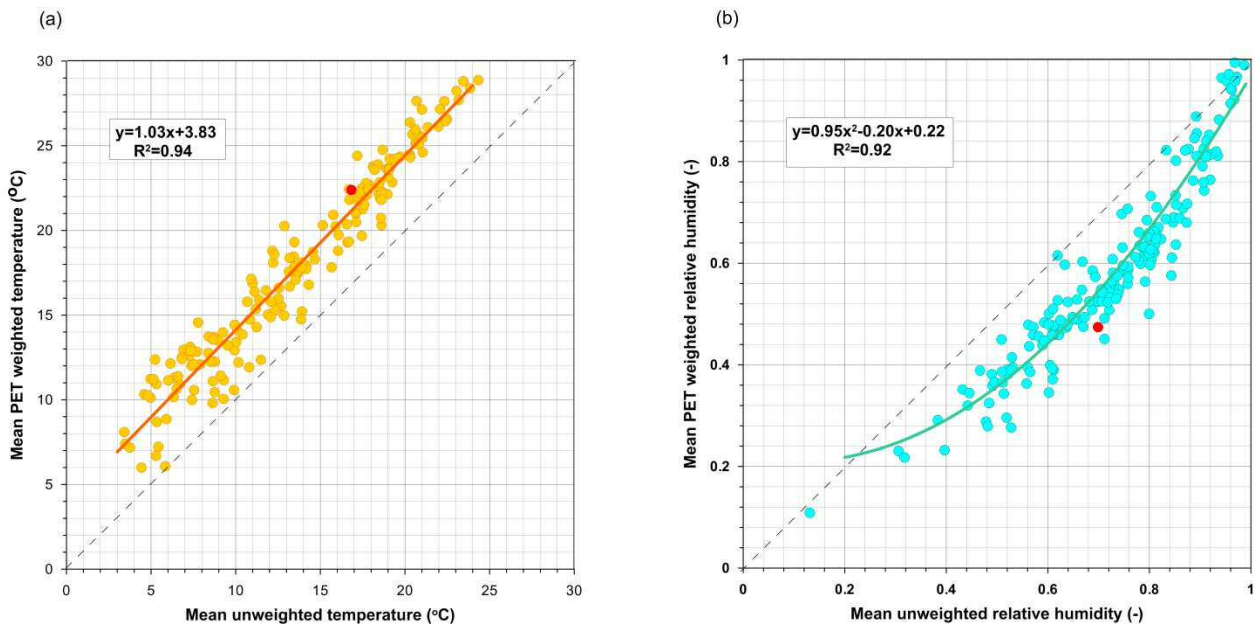 (a)
30
25
20
15
10
5
0
0
5
10
15
20
25
30
y=1.03x+3.83
R²=0.94
Mean PET weighted temperature (°C)
Mean unweighted temperature (°C)
(b)
1
0.8
0.6
0.4
0.2
0
0
0.2
0.4
0.6
0.8
1
y=0.95x²-0.20x+0.22
R²=0.92
Mean PET weighted relative humidity (-)
Mean unweighted relative humidity (-)